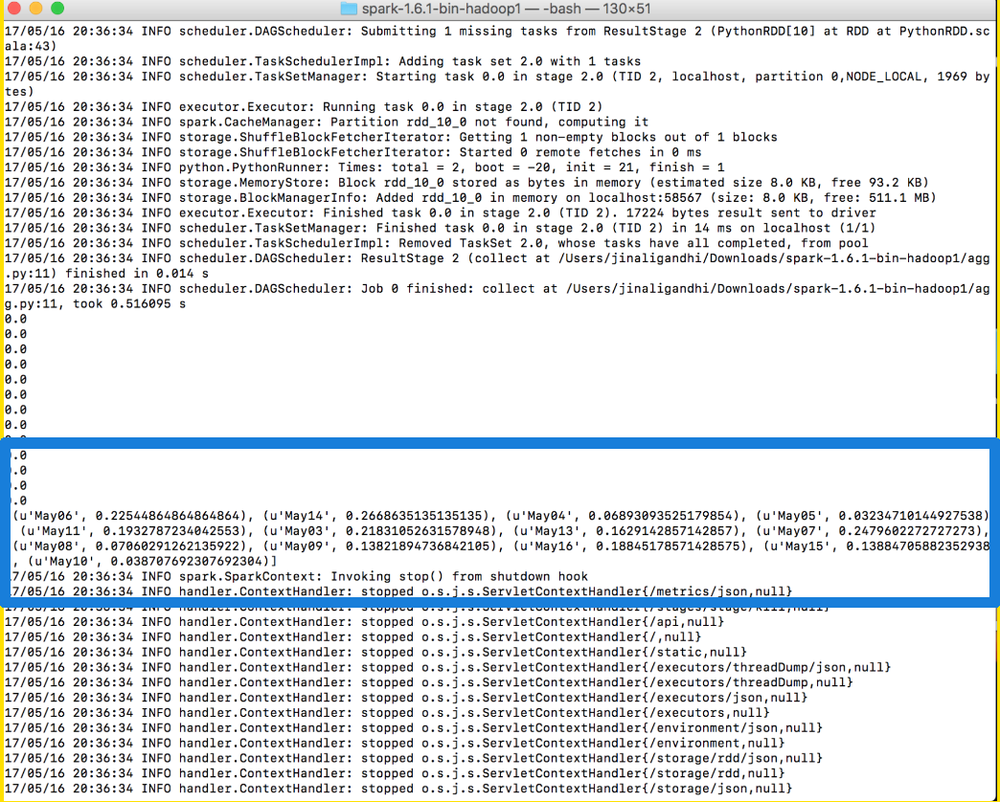 spark-1.6.1-bin-hadoop1 — -bash — 130×51
17/05/16 20:36:34 INFO scheduler.DAGScheduler: Submitting 1 missing tasks from ResultStage 2 (PythonRDD[10] at RDD at PythonRDD.sc
ala:43)
17/05/16 20:36:34 INFO scheduler.TaskSchedulerImpl: Adding task set 2.0 with 1 tasks
17/05/16 20:36:34 INFO scheduler.TaskSetManager: Starting task 0.0 in stage 2.0 (TID 2, localhost, partition 0,NODE_LOCAL, 1969 by
tes)
17/05/16 20:36:34 INFO executor.Executor: Running task 0.0 in stage 2.0 (TID 2)
17/05/16 20:36:34 INFO spark.CacheManager: Partition rdd_10_0 not found, computing it
17/05/16 20:36:34 INFO storage.ShuffleBlockFetcherIterator: Getting 1 non-empty blocks out of 1 blocks
17/05/16 20:36:34 INFO storage.ShuffleBlockFetcherIterator: Started 0 remote fetches in 0 ms
17/05/16 20:36:34 INFO python.PythonRunner: Times: total = 2, boot = -20, init = 21, finish = 1
17/05/16 20:36:34 INFO storage.MemoryStore: Block rdd_10_0 stored as bytes in memory (estimated size 8.0 KB, free 93.2 KB)
17/05/16 20:36:34 INFO storage.BlockManagerInfo: Added rdd_10_0 in memory on localhost:58567 (size: 8.0 KB, free: 511.1 MB)
17/05/16 20:36:34 INFO executor.Executor: Finished task 0.0 in stage 2.0 (TID 2). 17224 bytes result sent to driver
17/05/16 20:36:34 INFO scheduler.TaskSetManager: Finished task 0.0 in stage 2.0 (TID 2) in 14 ms on localhost (1/1)
17/05/16 20:36:34 INFO scheduler.TaskSchedulerImpl: Removed TaskSet 2.0, whose tasks have all completed, from pool
17/05/16 20:36:34 INFO scheduler.DAGScheduler: ResultStage 2 (collect at /Users/jinaligandhi/Downloads/spark-1.6.1-bin-hadoop1/agg
.py:11) finished in 0.014 s
17/05/16 20:36:34 INFO scheduler.DAGScheduler: Job 0 finished: collect at /Users/jinaligandhi/Downloads/spark-1.6.1-bin-hadoop1/ag
g.py:11, took 0.516095 s
0.0
0.0
0.0
0.0
0.0
0.0
0.0
0.0
.0
.0
.0
.0
(u'May06', 0.22544864864864864), (u'May14', 0.2668635135135135), (u'May04', 0.068930935251798​54), (u'May05', 0.03234710144927538)
(u'May11', 0.1932787234042553), (u'May03', 0.21831052631578948), (u'May13', 0.1629142857142857), (u'May07', 0.2479602272727273),
(u'May08', 0.07060291262135922), (u'May09', 0.13821894736842105), (u'May16', 0.18845178571428575), (u'May15', 0.13884705882352938
, (u'May10', 0.038707692307692304)]
7/05/16 20:36:34 INFO spark.SparkContext: Invoking stop() from shutdown hook
7/05/16 20:36:34 INFO handler.ContextHandler: stopped o.s.j.s.ServletContextHandler{/metrics/json,null}
17/05/16 20:36:34 INFO handler.ContextHandler: stopped o.s.j.s.ServletContextHandler{/stages/stage/kill,null}
17/05/16 20:36:34 INFO handler.ContextHandler: stopped o.s.j.s.ServletContextHandler{/api,null}
17/05/16 20:36:34 INFO handler.ContextHandler: stopped o.s.j.s.ServletContextHandler{/,null}
17/05/16 20:36:34 INFO handler.ContextHandler: stopped o.s.j.s.ServletContextHandler{/static,null}
17/05/16 20:36:34 INFO handler.ContextHandler: stopped o.s.j.s.ServletContextHandler{/executors/threadDump/json,null}
17/05/16 20:36:34 INFO handler.ContextHandler: stopped o.s.j.s.ServletContextHandler{/executors/threadDump,null}
17/05/16 20:36:34 INFO handler.ContextHandler: stopped o.s.j.s.ServletContextHandler{/executors/json,null}
17/05/16 20:36:34 INFO handler.ContextHandler: stopped o.s.j.s.ServletContextHandler{/executors,null}
17/05/16 20:36:34 INFO handler.ContextHandler: stopped o.s.j.s.ServletContextHandler{/environment/json,null}
17/05/16 20:36:34 INFO handler.ContextHandler: stopped o.s.j.s.ServletContextHandler{/environment,null}
17/05/16 20:36:34 INFO handler.ContextHandler: stopped o.s.j.s.ServletContextHandler{/storage/rdd/json,null}
17/05/16 20:36:34 INFO handler.ContextHandler: stopped o.s.j.s.ServletContextHandler{/storage/rdd,null}
17/05/16 20:36:34 INFO handler.ContextHandler: stopped o.s.j.s.ServletContextHandler{/storage/json,null}